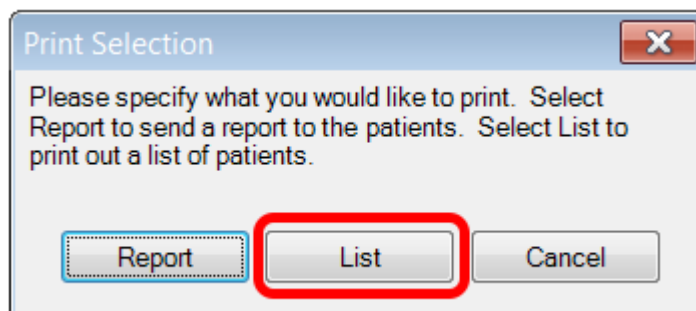 Print Selection
Please specify what you would like to print.  Select
Report to send a report to the patients.  Select List to
print out a list of patients.
Report
List
Cancel